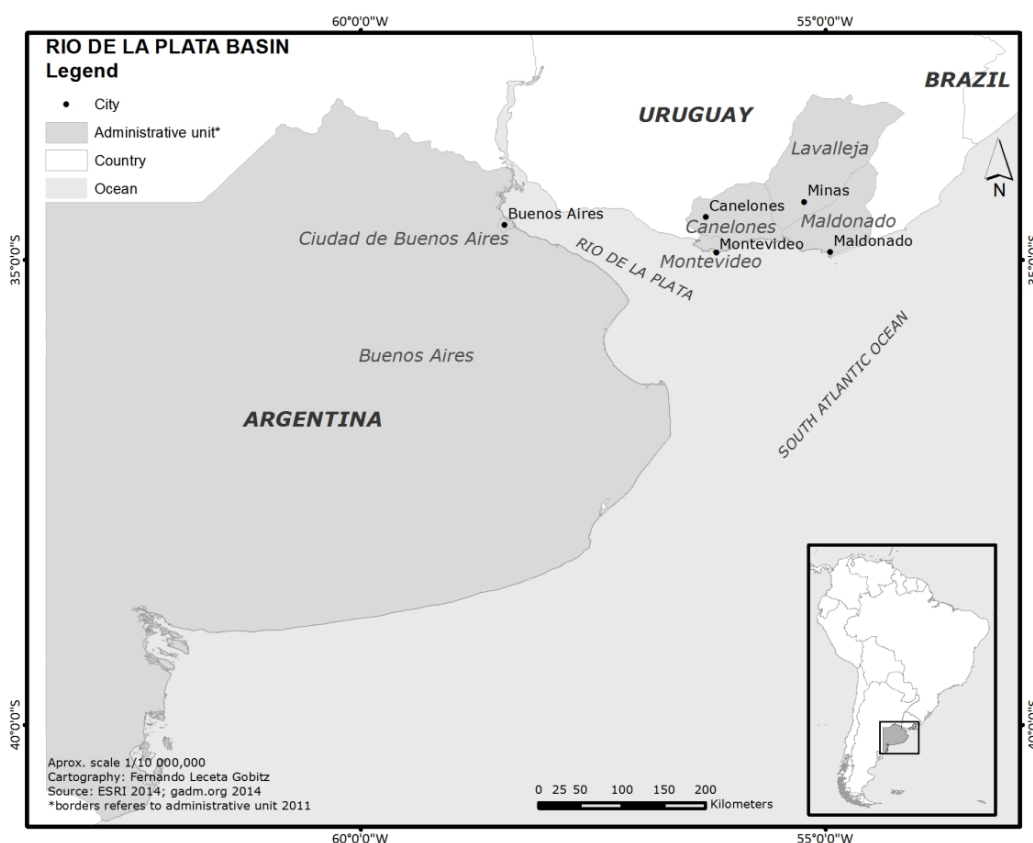 60°0'0"W
55°0'0"W
RIO DE LA PLATA BASIN
Legend
City
Administrative unit*
Country
Ocean
BRAZIL
URUGUAY
Lavalleja
N
Minas
Canelones
Maldonado
Buenos Aires
Canelones
Ciudad de Buenos Aires
Montevideo
Maldonado
Montevideo
35°0'0"S
35°0'0"S
RIO DE LA PLATA
Buenos Aires
SOUTH ATLANTIC OCEAN
ARGENTINA
40°0'0"S
40°0'0"S
Aprox. scale 1/10 000,000
Cartography: Fernando Leceta Gobitz
Source: ESRI 2014; gadm.org 2014
*borders referes to administrative unit 2011
0 25 50 100 150 200
Kilometers
60°0'0"W
55°0'0"W